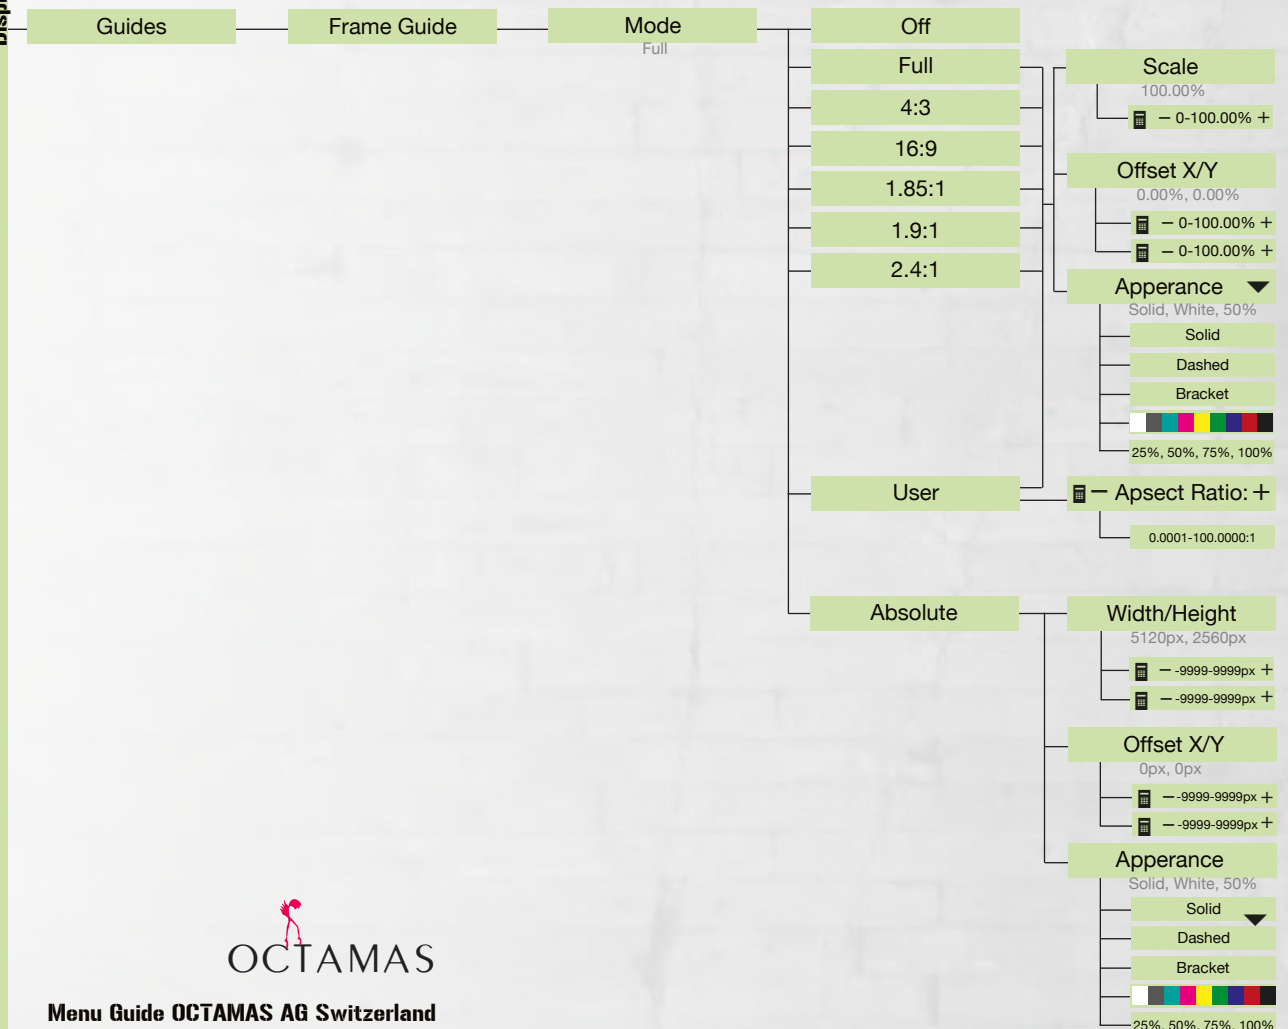 Guides
Frame Guide
Mode
Full
Off
Full
4:3
16:9
1.85:1
1.9:1
2.4:1
User
Absolute
Scale
100.00%
− 0-100.00% +
Offset X/Y
0.00%, 0.00%
− 0-100.00% +
− 0-100.00% +
Apperance
Solid, White, 50%
Solid
Dashed
Bracket
25%, 50%, 75%, 100%
− Apsect Ratio: +
0.0001-100.0000:1
Width/Height
5120px, 2560px
− -9999-9999px +
− -9999-9999px +
Offset X/Y
0px, 0px
− -9999-9999px +
− -9999-9999px +
Apperance
Solid, White, 50%
Solid
Dashed
Bracket
25%, 50%, 75%, 100%
OCTAMAS
Menu Guide OCTAMAS AG Switzerland